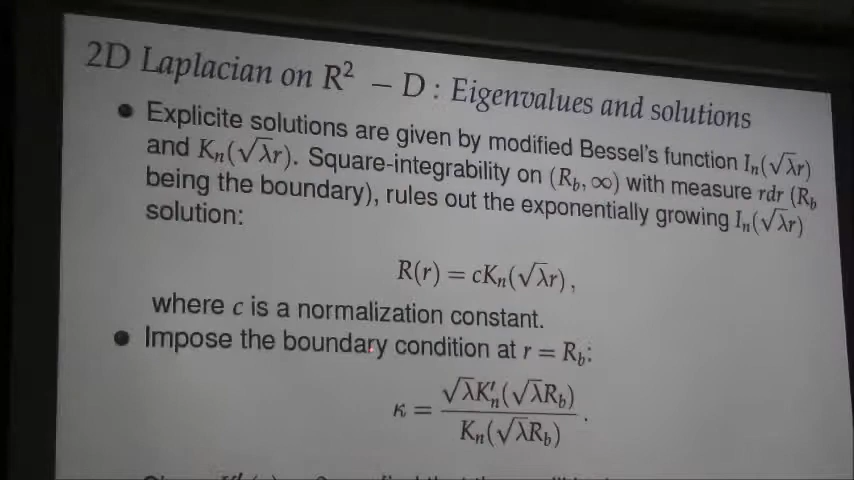 2D Laplacian on R² − D : Eigenvalues and solutions
● Explicite solutions are given by modified Bessel's function Iₙ(√λr)
and Kₙ(√λr). Square-integrability on (R_b, ∞) with measure rdr (R_b
being the boundary), rules out the exponentially growing Iₙ(√λr)
solution:
R(r) = cKₙ(√λr) ,
where c is a normalization constant.
● Impose the boundary condition at r = R_b:
κ = √λK′ₙ(√λR_b) / Kₙ(√λR_b) .